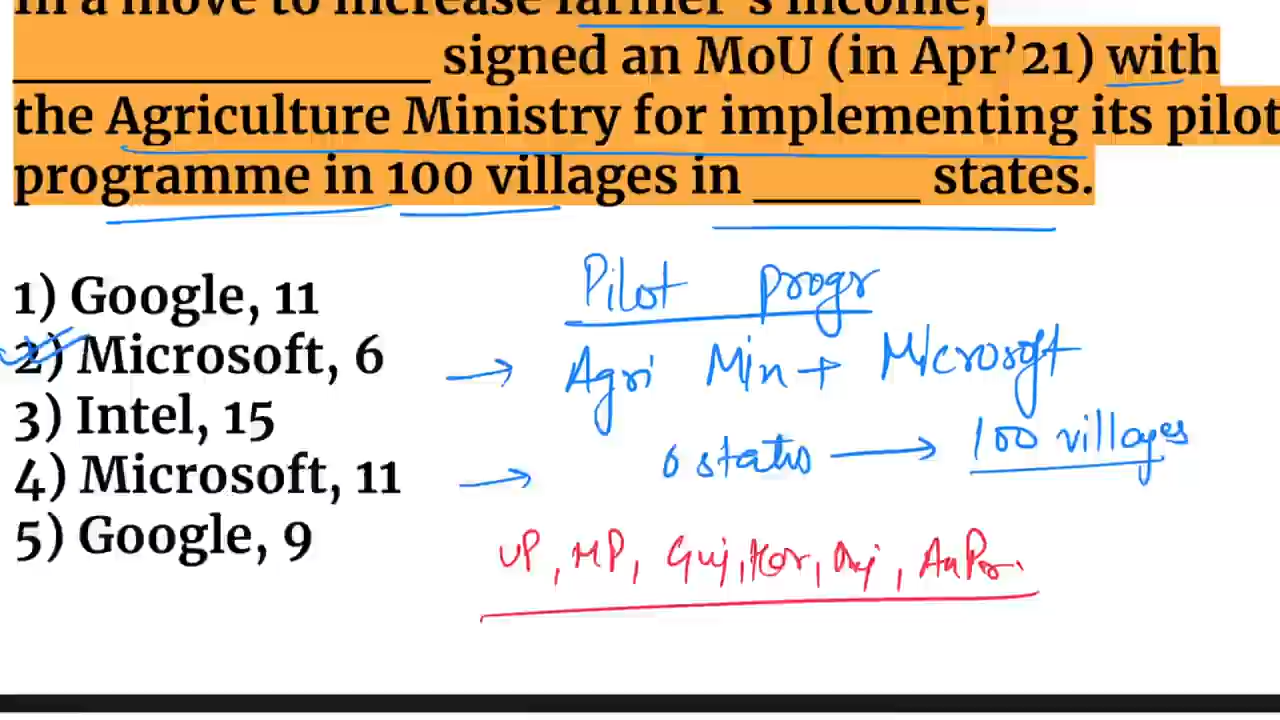 in a move to increase farmer's income,
________________ signed an MoU (in Apr'21) with
the Agriculture Ministry for implementing its pilot
programme in 100 villages in ______ states.
1) Google, 11
2) Microsoft, 6
3) Intel, 15
4) Microsoft, 11
5) Google, 9
Pilot progr
→ Agri Min + Microsoft
→ 6 states → 100 villages
UP, MP, Guj,